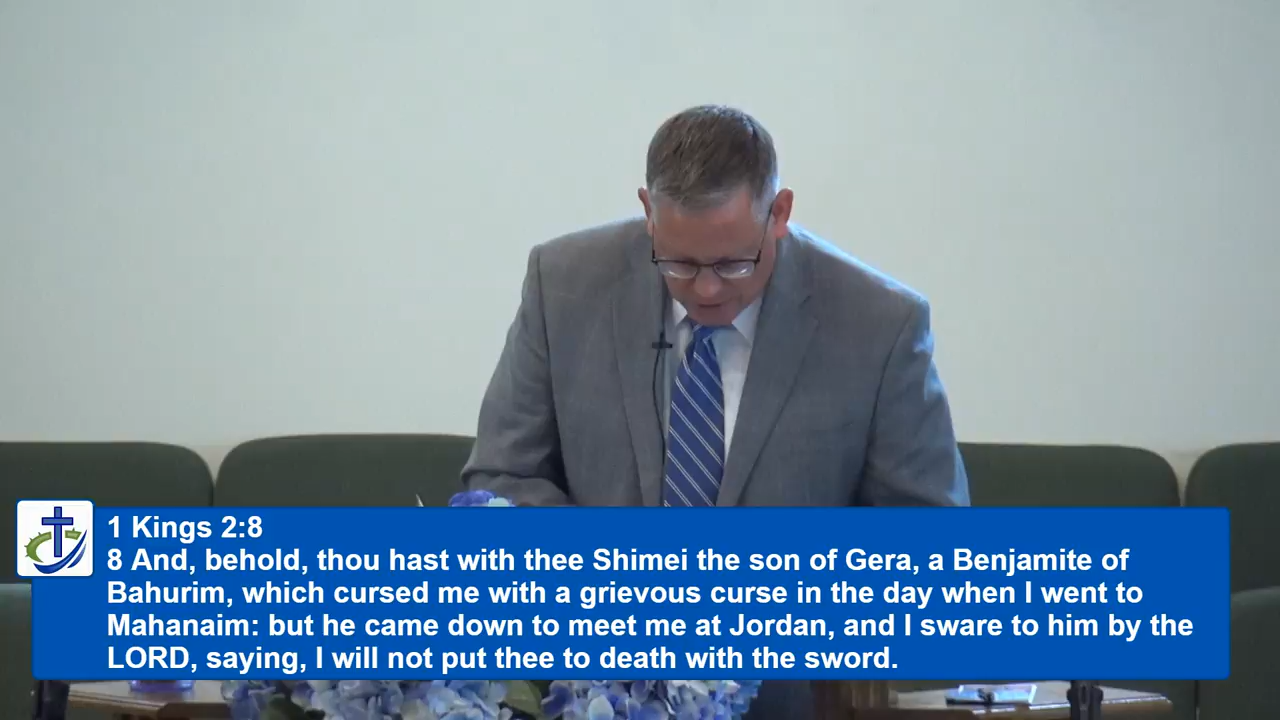 1 Kings 2:8
8 And, behold, thou hast with thee Shimei the son of Gera, a Benjamite of
Bahurim, which cursed me with a grievous curse in the day when I went to
Mahanaim: but he came down to meet me at Jordan, and I sware to him by the
LORD, saying, I will not put thee to death with the sword.